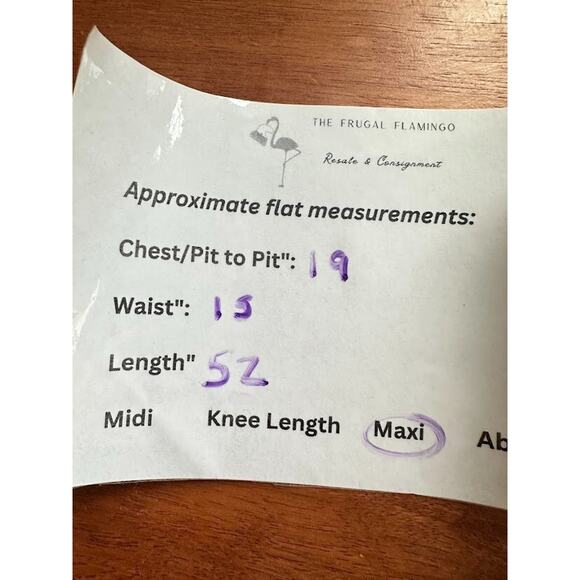 THE FRUGAL FLAMINGO
Resale & Consignment
Approximate flat measurements:
Chest/Pit to Pit": 19
Waist": 15
Length" 52
Midi Knee Length Maxi Ab